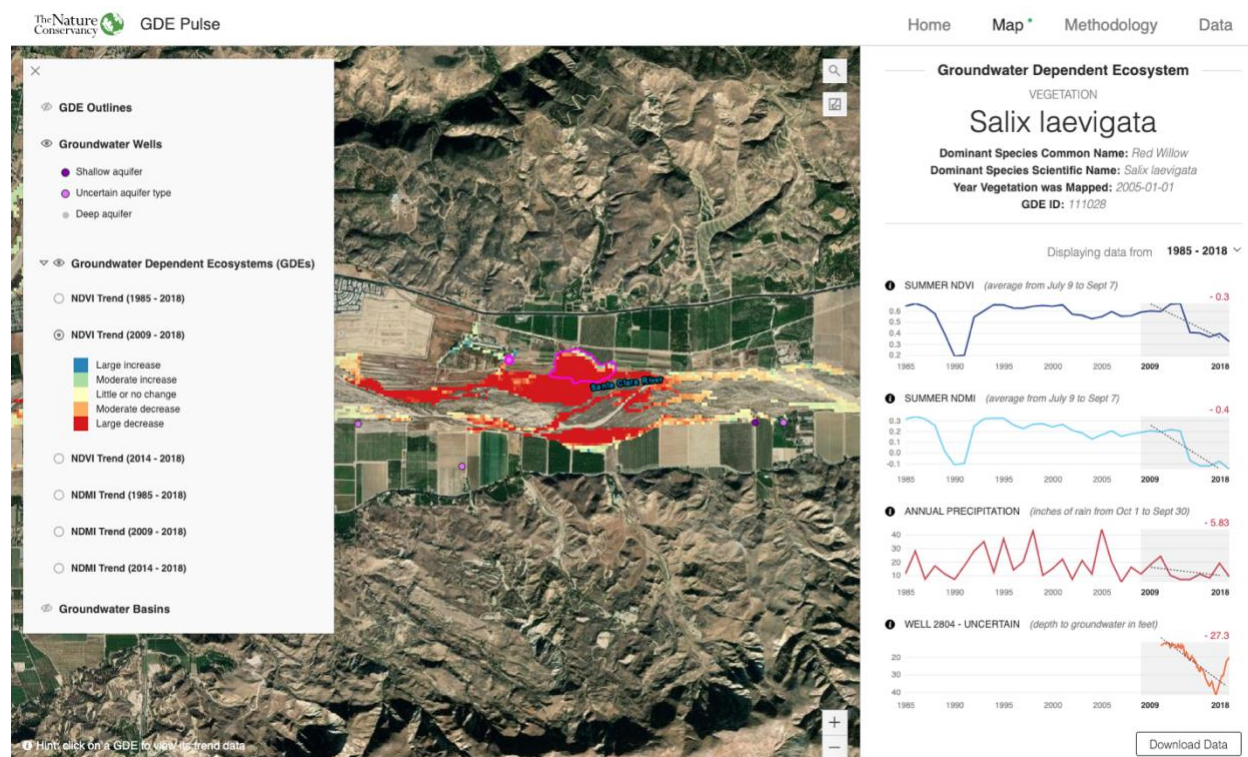 The Nature
Conservancy
GDE Pulse
Home Map Methodology Data
GDE Outlines
Groundwater Wells
Shallow aquifer
Uncertain aquifer type
Deep aquifer
Groundwater Dependent Ecosystems (GDEs)
NDVI Trend (1985 - 2018)
NDVI Trend (2009 - 2018)
Large increase
Moderate increase
Little or no change
Moderate decrease
Large decrease
NDVI Trend (2014 - 2018)
NDMI Trend (1985 - 2018)
NDMI Trend (2009 - 2018)
NDMI Trend (2014 - 2018)
Groundwater Basins
Hint: click on a GDE to view its trend data
Santa Clara River
+
−
Groundwater Dependent Ecosystem
VEGETATION
Salix laevigata
Dominant Species Common Name: Red Willow
Dominant Species Scientific Name: Salix laevigata
Year Vegetation was Mapped: 2005-01-01
GDE ID: 111028
Displaying data from 1985 - 2018
SUMMER NDVI (average from July 9 to Sept 7)
- 0.3
0.6
0.5
0.4
0.3
0.2
1985 1990 1995 2000 2005 2009 2018
SUMMER NDMI (average from July 9 to Sept 7)
- 0.4
0.3
0.2
0.1
0.0
-0.1
1985 1990 1995 2000 2005 2009 2018
ANNUAL PRECIPITATION (inches of rain from Oct 1 to Sept 30)
- 5.83
40
30
20
10
1985 1990 1995 2000 2005 2009 2018
WELL 2804 - UNCERTAIN (depth to groundwater in feet)
- 27.3
20
30
40
1985 1990 1995 2000 2005 2009 2018
Download Data